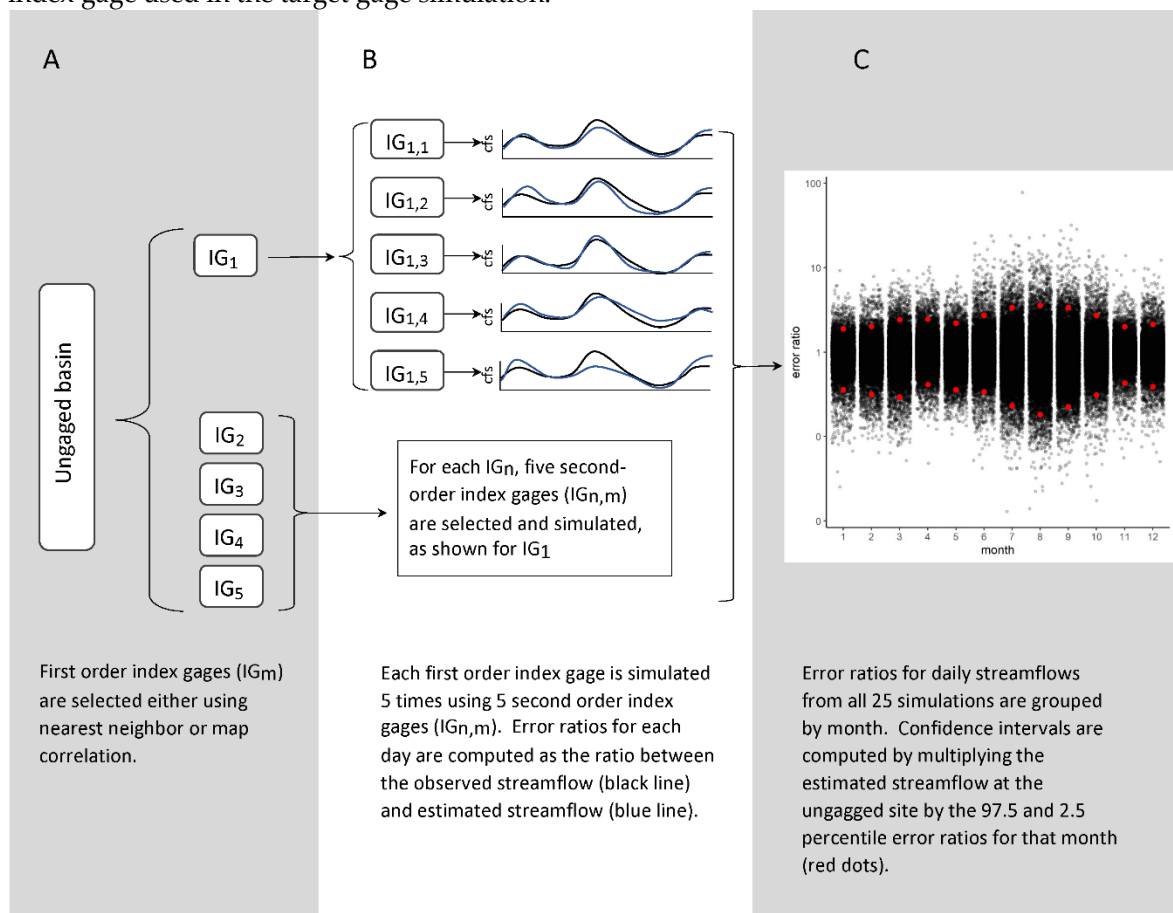 index gage used in the target gage simulation.
A
B
C
Ungaged basin
IG1
IG2
IG3
IG4
IG5
IG1,1
cfs
IG1,2
cfs
IG1,3
cfs
IG1,4
cfs
IG1,5
cfs
For each IGn, five second-
order index gages (IGn,m)
are selected and simulated,
as shown for IG1
100
10
1
0
0
error ratio
1 2 3 4 5 6 7 8 9 10 11 12
month
First order index gages (IGm)
are selected either using
nearest neighbor or map
correlation.
Each first order index gage is simulated
5 times using 5 second order index
gages (IGn,m). Error ratios for each
day are computed as the ratio between
the observed streamflow (black line)
and estimated streamflow (blue line).
Error ratios for daily streamflows
from all 25 simulations are grouped
by month. Confidence intervals are
computed by multiplying the
estimated streamflow at the
ungagged site by the 97.5 and 2.5
percentile error ratios for that month
(red dots).